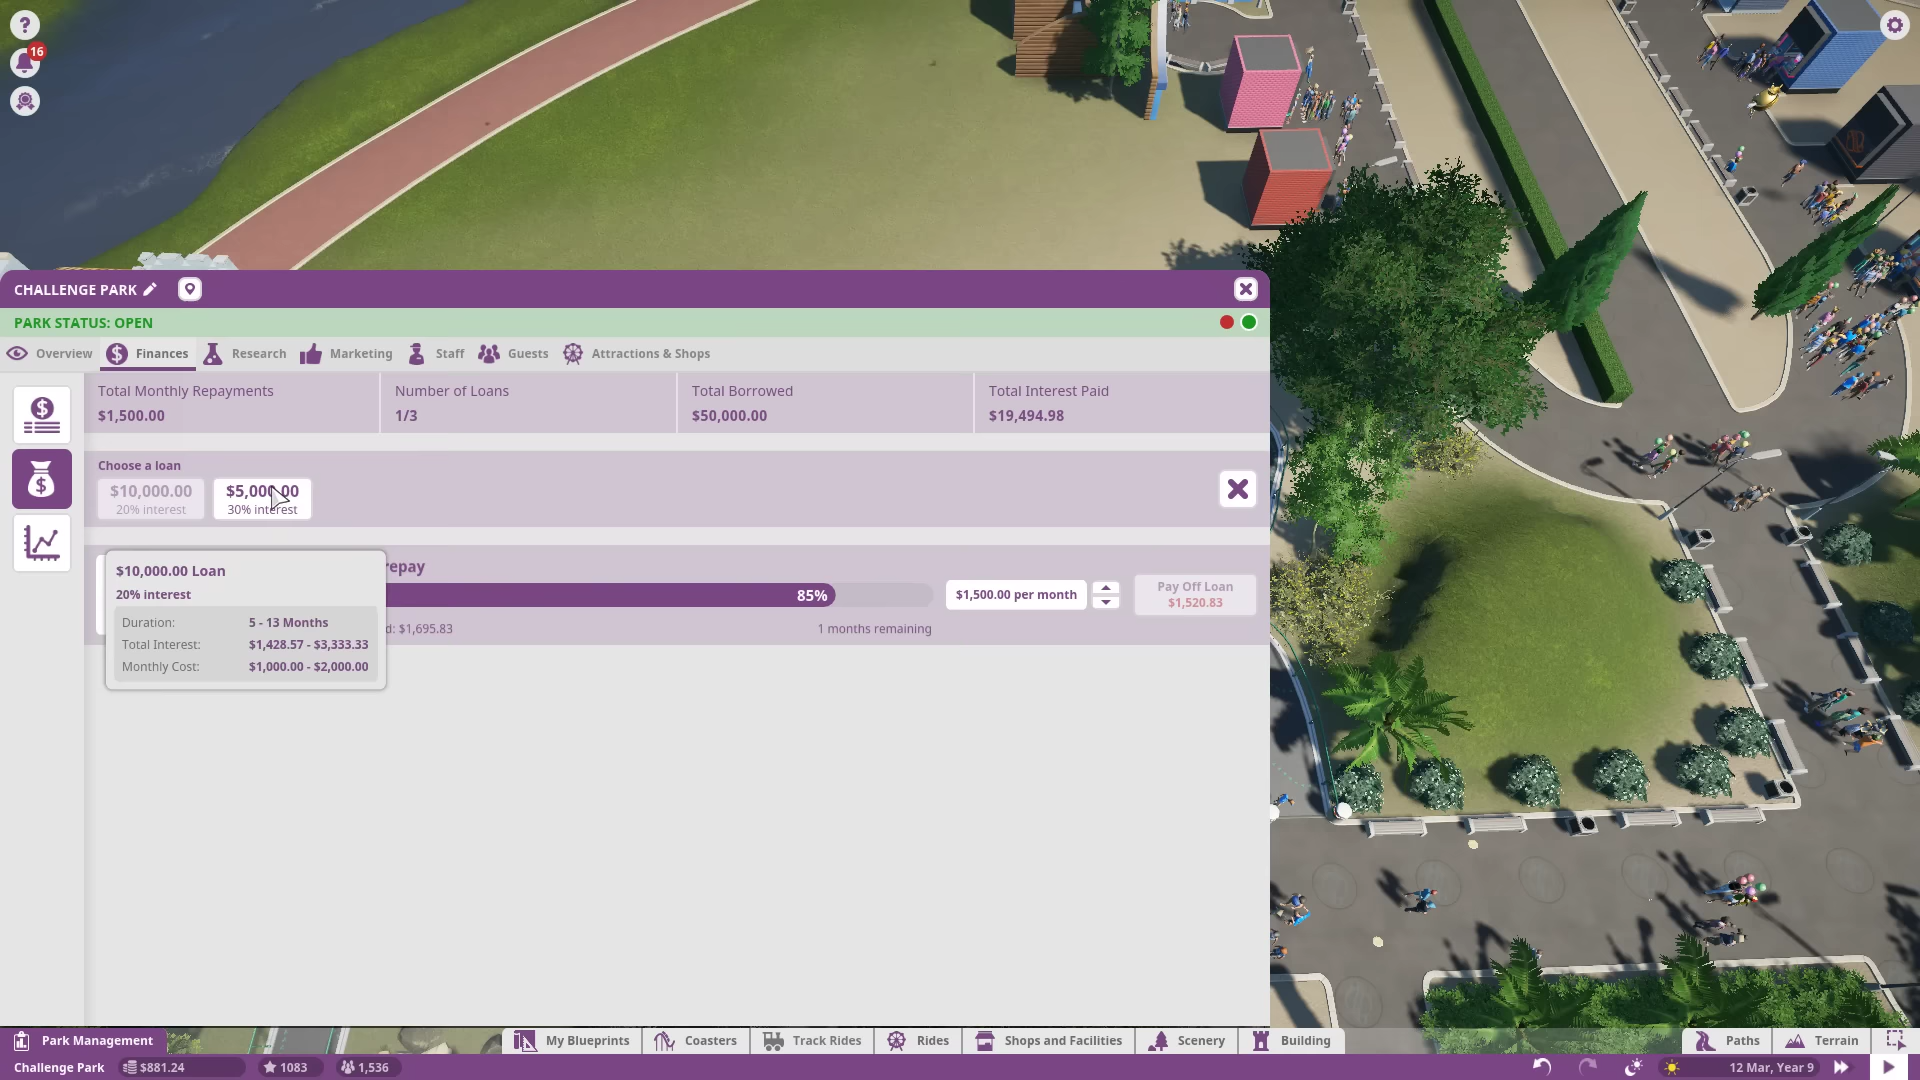 ?
16
CHALLENGE PARK
PARK STATUS: OPEN
Overview
Finances
Research
Marketing
Staff
Guests
Attractions & Shops
Total Monthly Repayments
$1,500.00
Number of Loans
1/3
Total Borrowed
$50,000.00
Total Interest Paid
$19,494.98
Choose a loan
$10,000.00
20% interest
$5,000.00
30% interest
$10,000.00 Loan
20% interest
Duration: 5 - 13 Months
Total Interest: $1,428.57 - $3,333.33
Monthly Cost: $1,000.00 - $2,000.00
repay
85%
d: $1,695.83
1 months remaining
$1,500.00 per month
Pay Off Loan
$1,520.83
Park Management
My Blueprints
Coasters
Track Rides
Rides
Shops and Facilities
Scenery
Building
Paths
Terrain
Challenge Park
$881.24
1083
1,536
12 Mar, Year 9